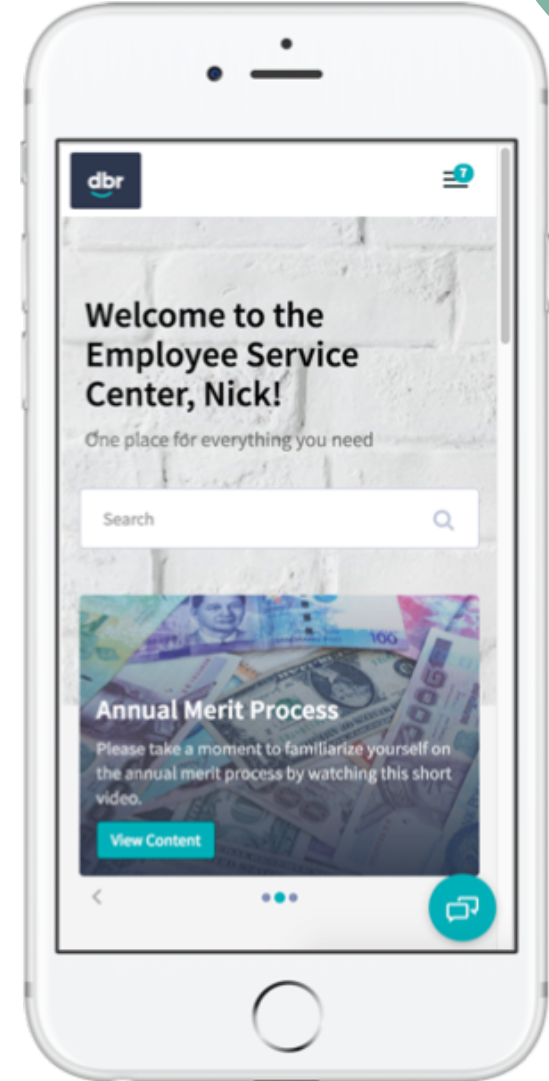 dbr
7
Welcome to the
Employee Service
Center, Nick!
One place for everything you need
Search
100
Annual Merit Process
Please take a moment to familiarize yourself on
the annual merit process by watching this short
video.
View Content